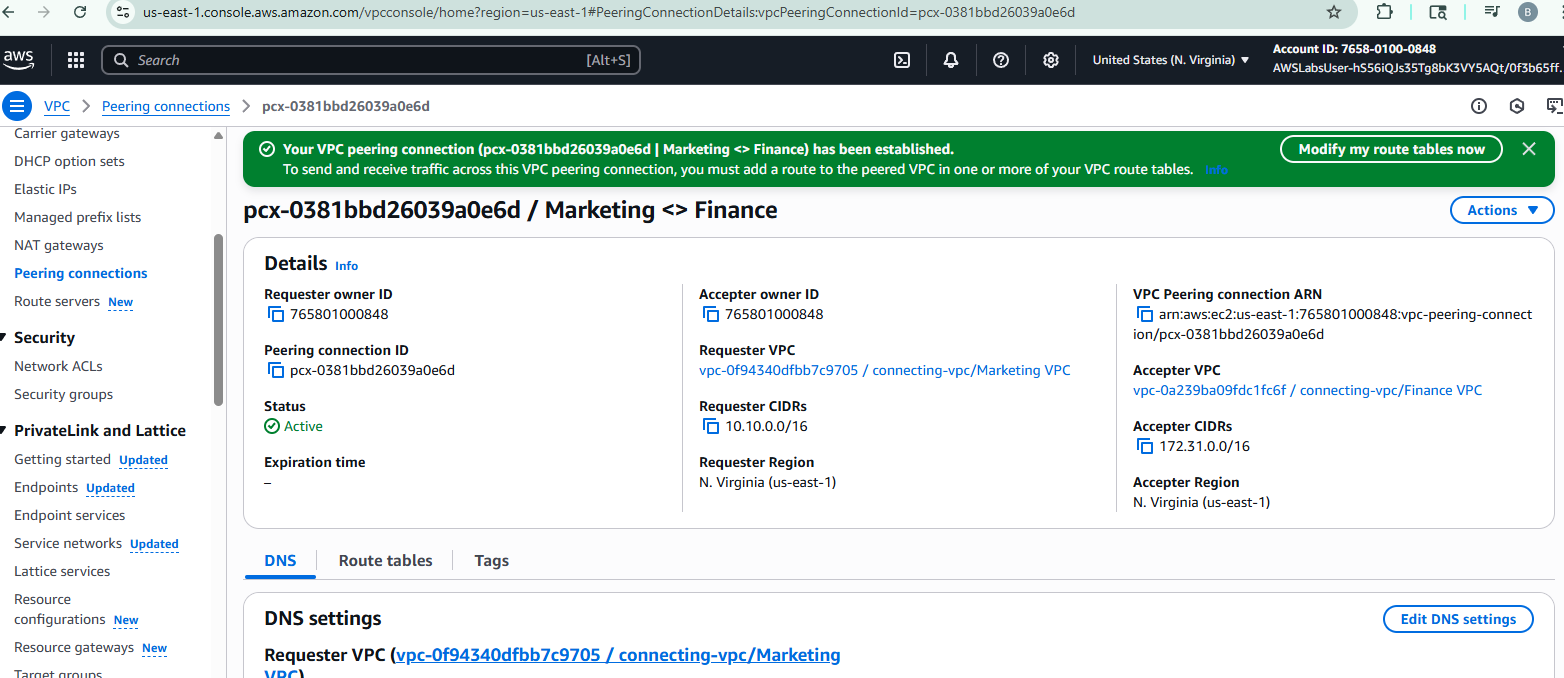 us-east-1.console.aws.amazon.com/vpcconsole/home?region=us-east-1#PeeringConnectionDetails:vpcPeeringConnectionId=pcx-0381bbd26039a0e6d
B
aws
Search
[Alt+S]
United States (N. Virginia)
Account ID: 7658-0100-0848
AWSLabsUser-hS56iQJs35Tg8bK3VY5AQt/0f3b65ff.
VPC
Peering connections
pcx-0381bbd26039a0e6d
Carrier gateways
DHCP option sets
Elastic IPs
Managed prefix lists
NAT gateways
Peering connections
Route servers New
Security
Network ACLs
Security groups
PrivateLink and Lattice
Getting started Updated
Endpoints Updated
Endpoint services
Service networks Updated
Lattice services
Resource
configurations New
Resource gateways New
Target groups
Your VPC peering connection (pcx-0381bbd26039a0e6d | Marketing <> Finance) has been established.
To send and receive traffic across this VPC peering connection, you must add a route to the peered VPC in one or more of your VPC route tables. Info
Modify my route tables now
pcx-0381bbd26039a0e6d / Marketing <> Finance
Actions
Details Info
Requester owner ID
765801000848
Peering connection ID
pcx-0381bbd26039a0e6d
Status
Active
Expiration time
–
Accepter owner ID
765801000848
Requester VPC
vpc-0f94340dfbb7c9705 / connecting-vpc/Marketing VPC
Requester CIDRs
10.10.0.0/16
Requester Region
N. Virginia (us-east-1)
VPC Peering connection ARN
arn:aws:ec2:us-east-1:765801000848:vpc-peering-connect
ion/pcx-0381bbd26039a0e6d
Accepter VPC
vpc-0a239ba09fdc1fc6f / connecting-vpc/Finance VPC
Accepter CIDRs
172.31.0.0/16
Accepter Region
N. Virginia (us-east-1)
DNS
Route tables
Tags
DNS settings
Edit DNS settings
Requester VPC (vpc-0f94340dfbb7c9705 / connecting-vpc/Marketing
VPC)